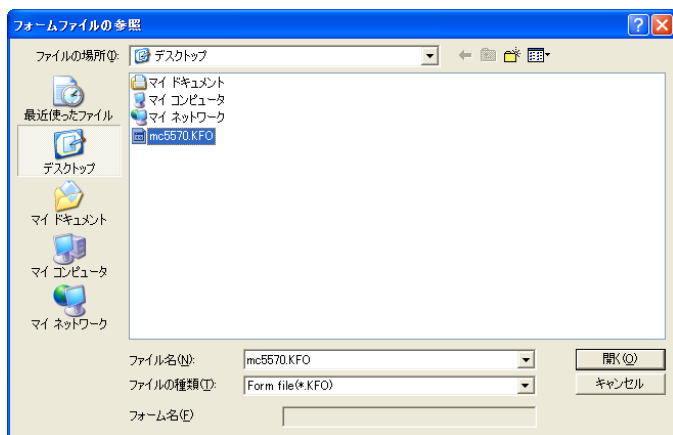 フォームファイルの参照
ファイルの場所(I):
デスクトップ
最近使ったファイル
デスクトップ
マイ ドキュメント
マイ コンピュータ
マイ ネットワーク
マイ ドキュメント
マイ コンピュータ
マイ ネットワーク
mc5570.KFO
ファイル名(N):
mc5570.KFO
開く(O)
ファイルの種類(T):
Form file(*.KFO)
キャンセル
フォーム名(F)